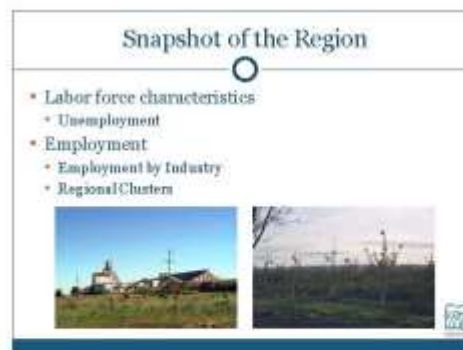 Snapshot of the Region
• Labor force characteristics
• Unemployment
• Employment
• Employment by Industry
• Regional Clusters